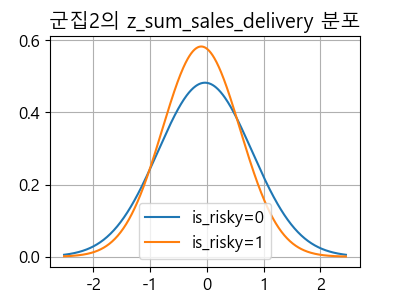 군집2의 z_sum_sales_delivery 분포
0.6
0.4
0.2
0.0
is_risky=0
is_risky=1
-2 -1 0 1 2